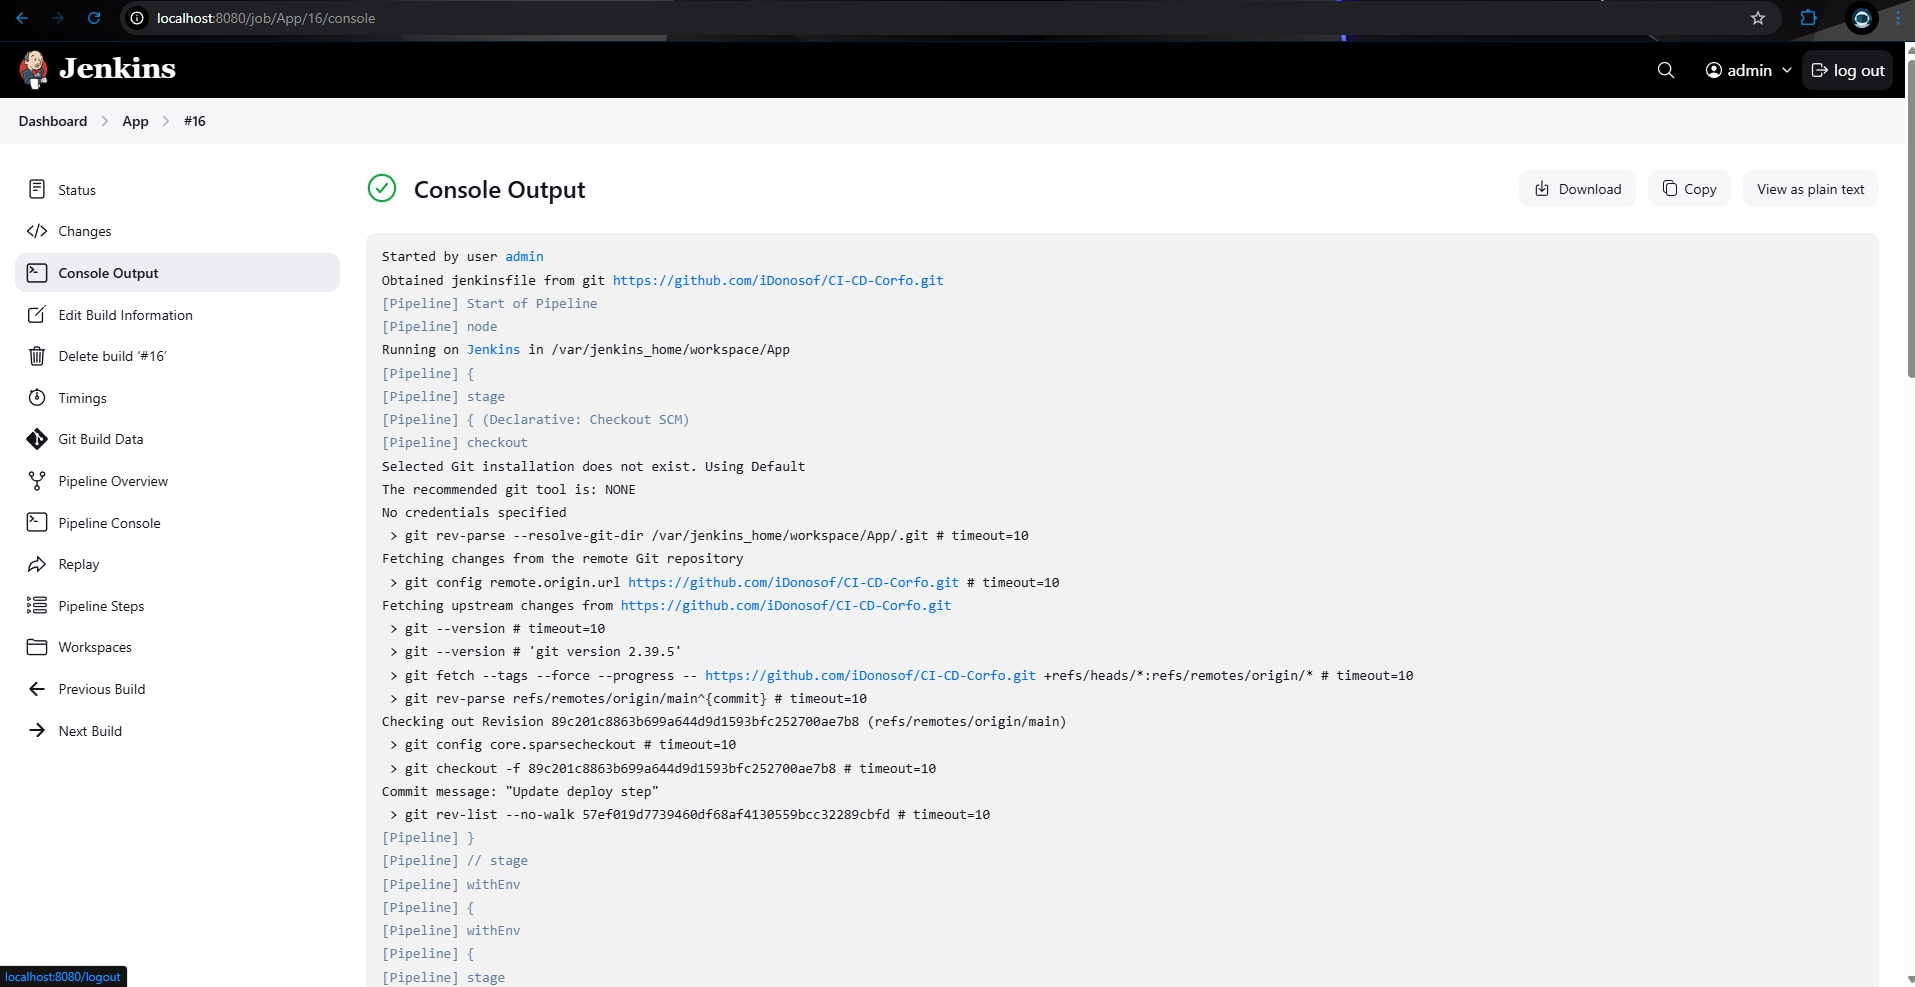 localhost:8080/job/App/16/console
Jenkins
admin
log out
Dashboard
App
#16
Status
Changes
Console Output
Edit Build Information
Delete build ‘#16’
Timings
Git Build Data
Pipeline Overview
Pipeline Console
Replay
Pipeline Steps
Workspaces
Previous Build
Next Build
Console Output
Download
Copy
View as plain text
Started by user admin
Obtained jenkinsfile from git https://github.com/iDonosof/CI-CD-Corfo.git
[Pipeline] Start of Pipeline
[Pipeline] node
Running on Jenkins in /var/jenkins_home/workspace/App
[Pipeline] {
[Pipeline] stage
[Pipeline] { (Declarative: Checkout SCM)
[Pipeline] checkout
Selected Git installation does not exist. Using Default
The recommended git tool is: NONE
No credentials specified
> git rev-parse --resolve-git-dir /var/jenkins_home/workspace/App/.git # timeout=10
Fetching changes from the remote Git repository
> git config remote.origin.url https://github.com/iDonosof/CI-CD-Corfo.git # timeout=10
Fetching upstream changes from https://github.com/iDonosof/CI-CD-Corfo.git
> git --version # timeout=10
> git --version # 'git version 2.39.5'
> git fetch --tags --force --progress -- https://github.com/iDonosof/CI-CD-Corfo.git +refs/heads/*:refs/remotes/origin/* # timeout=10
> git rev-parse refs/remotes/origin/main^{commit} # timeout=10
Checking out Revision 89c201c8863b699a644d9d1593bfc252700ae7b8 (refs/remotes/origin/main)
> git config core.sparsecheckout # timeout=10
> git checkout -f 89c201c8863b699a644d9d1593bfc252700ae7b8 # timeout=10
Commit message: "Update deploy step"
> git rev-list --no-walk 57ef019d7739460df68af4130559bcc32289cbfd # timeout=10
[Pipeline] }
[Pipeline] // stage
[Pipeline] withEnv
[Pipeline] {
[Pipeline] withEnv
[Pipeline] {
[Pipeline] stage
localhost:8080/logout